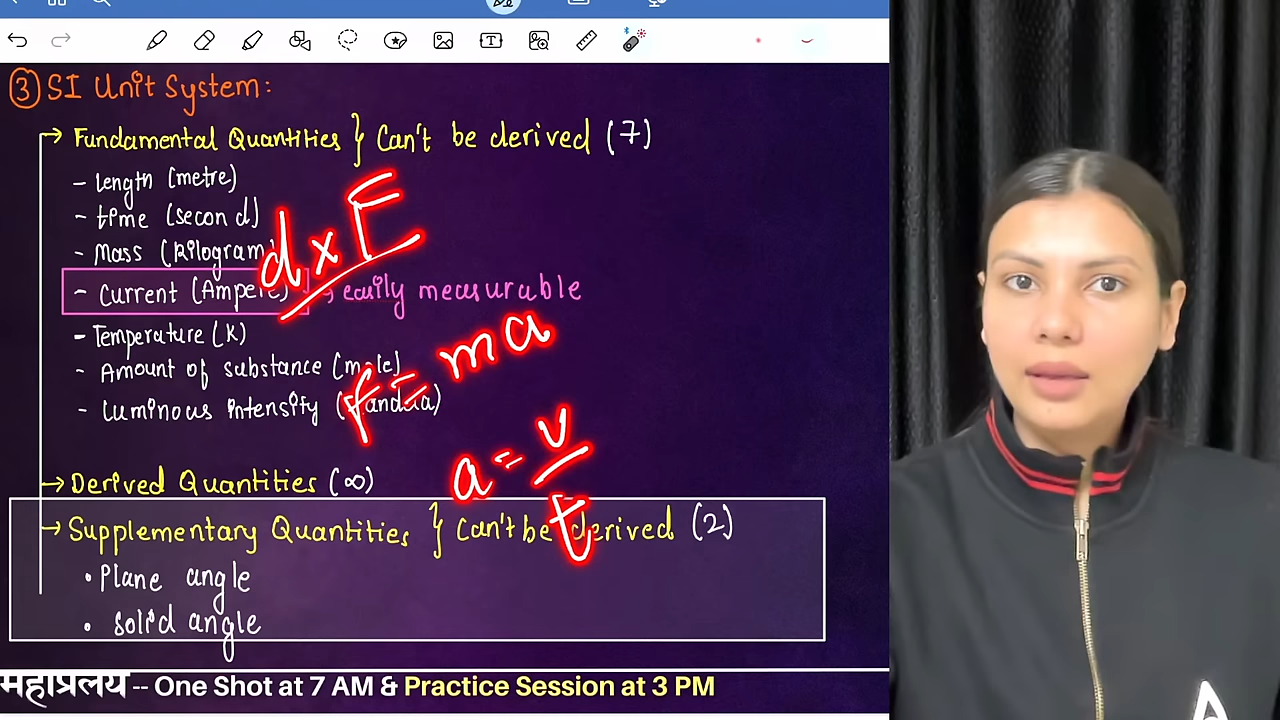 ③ SI Unit System:
→ Fundamental Quantities } Can't be derived (7)
- Length (metre)
- time (second)
- Mass (Kilogram)
d x F
- Current (Ampere) → easily measurable
- Temperature (K)
f = ma
- Amount of substance (mole)
- Luminous intensity (Candela)
a = v/t
→ Derived Quantities (∞)
→ Supplementary Quantities } Can't be derived (2)
• Plane angle
• Solid angle
महाप्रलय -- One Shot at 7 AM & Practice Session at 3 PM